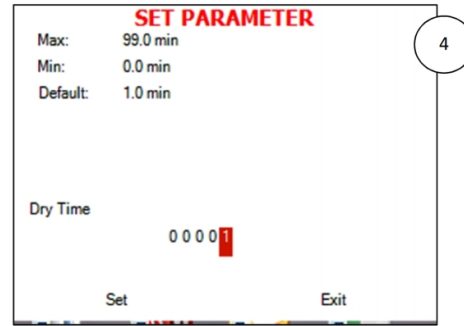 SET PARAMETER
Max: 99.0 min
Min: 0.0 min
Default: 1.0 min
4
Dry Time
0 0 0 0 1
Set Exit